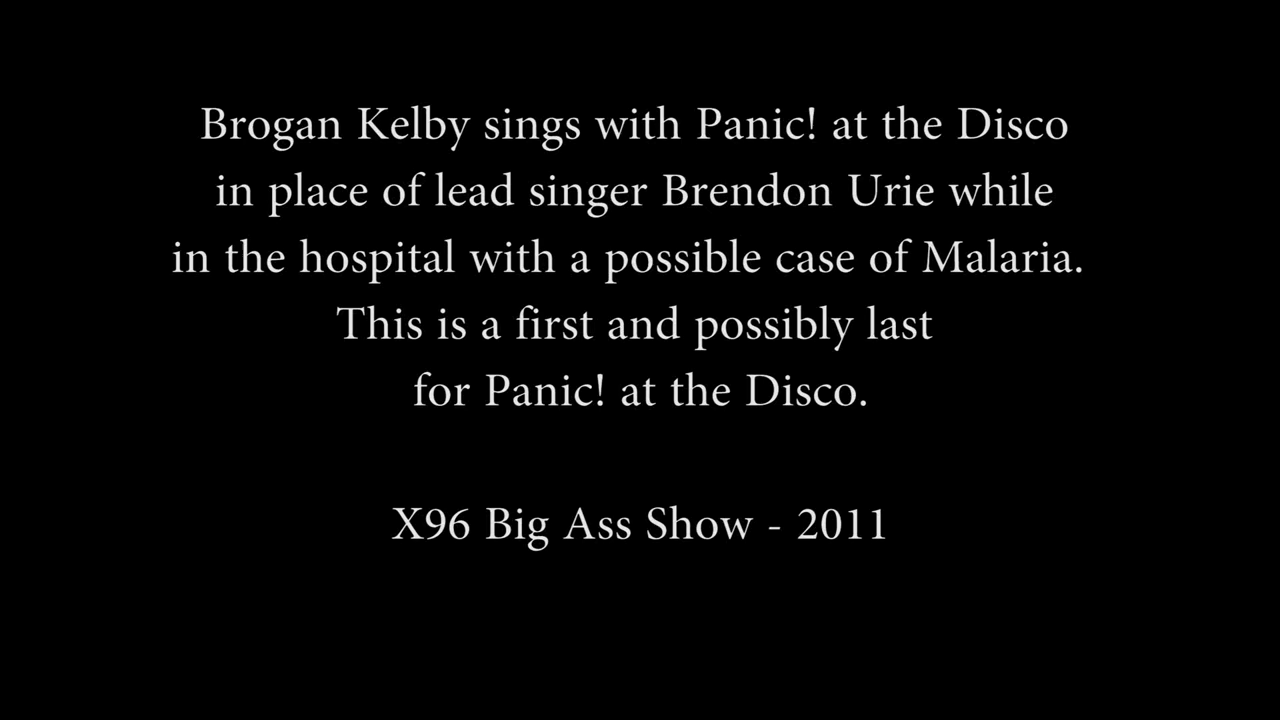 Brogan Kelby sings with Panic! at the Disco
in place of lead singer Brendon Urie while
in the hospital with a possible case of Malaria.
This is a first and possibly last
for Panic! at the Disco.
X96 Big Ass Show - 2011